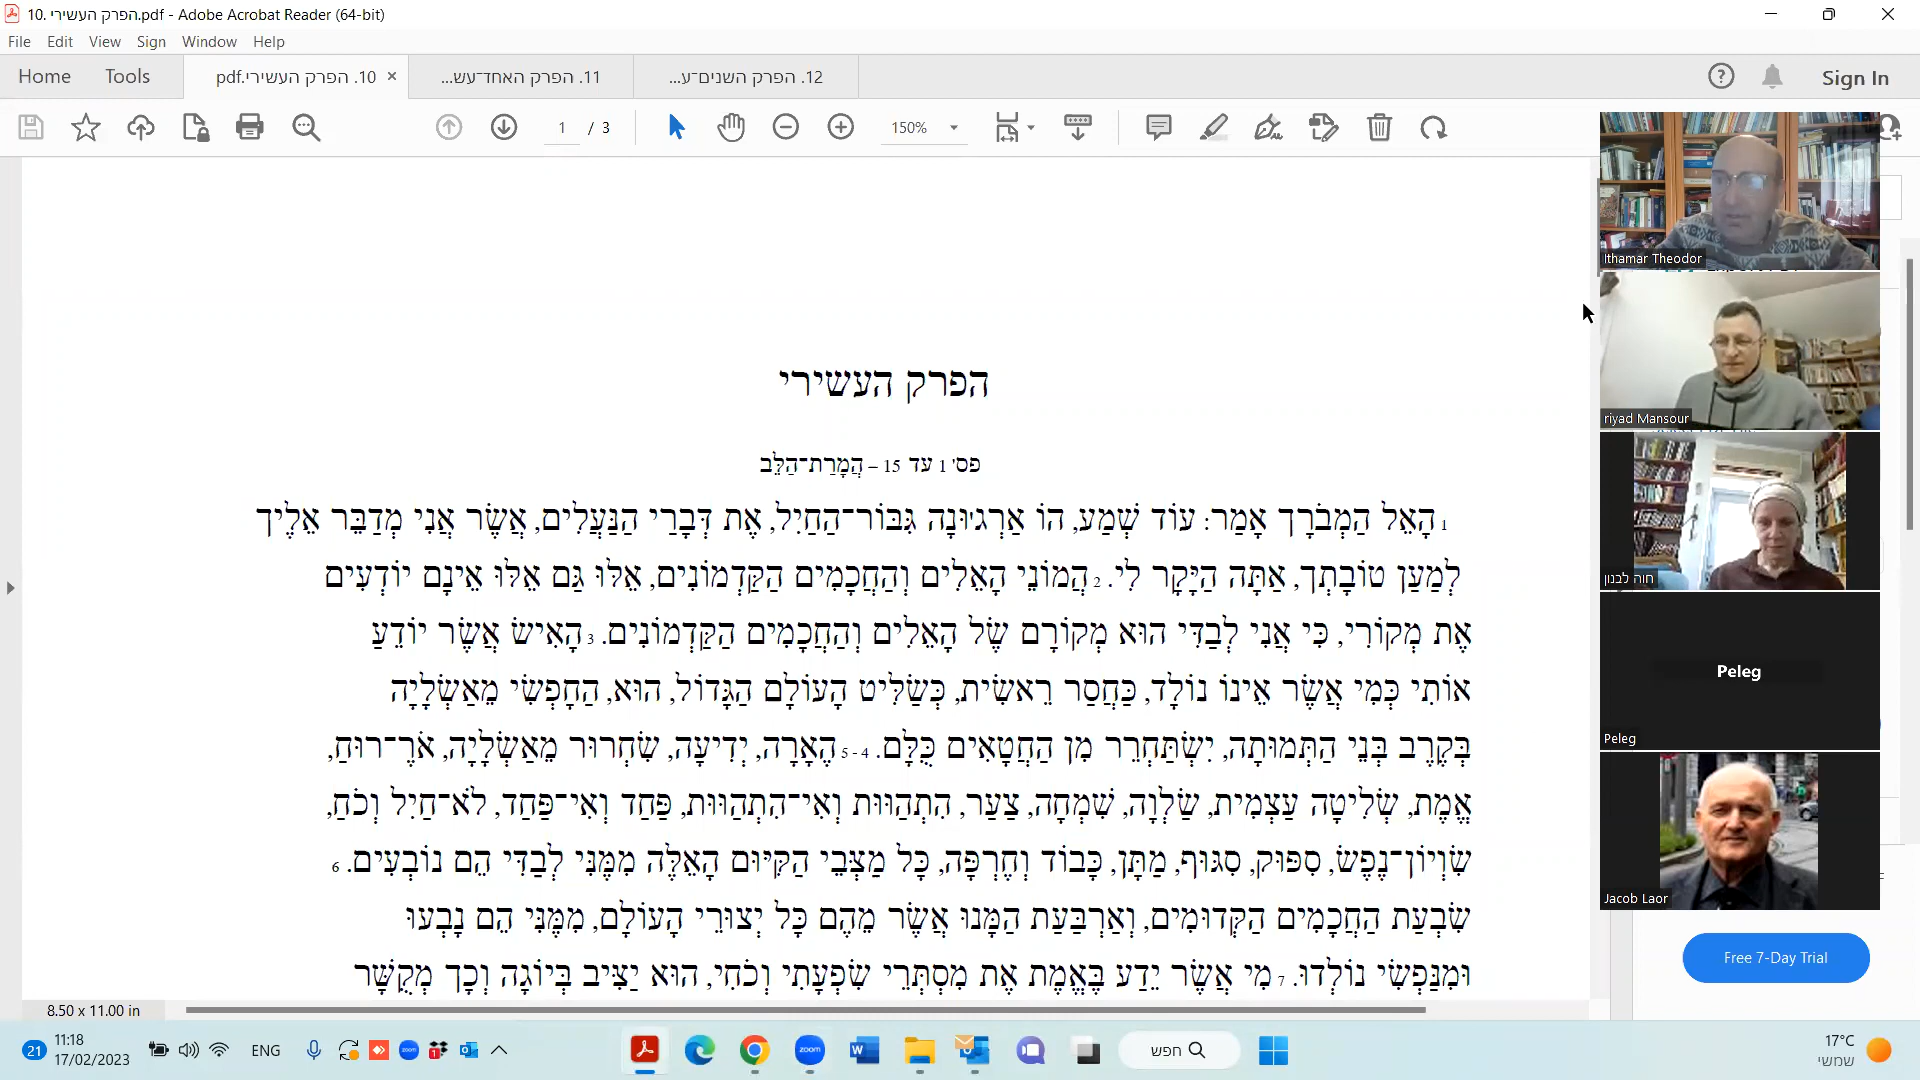 10. הפרק העשירי.pdf - Adobe Acrobat Reader (64-bit)
File Edit View Sign Window Help
Home Tools
10. הפרק העשירי.pdf ×
11. הפרק האחד־עש...
12. הפרק השנים־ע...
Sign In
1 / 3
150%
הפרק העשירי
פס' 1 עד 15 – הֲמָרַת־הַלֵּב
1 הָאֵל הַמְבֹרָך אָמַר: עוֹד שְׁמַע, הוֹ אַרְג'וּנָה גִּבּוֹר־הַחַיִל, אֶת דְּבָרַי הַנַּעֲלִים, אֲשֶׁר אֲנִי מְדַבֵּר אֵלֶיךָ
לְמַעַן טוֹבָתְךָ, אַתָּה הַיָּקָר לִי. 2 הֲמוֹנֵי הָאֵלִים וְהַחֲכָמִים הַקַּדְמוֹנִים, אֵלּוּ גַּם אֵלּוּ אֵינָם יוֹדְעִים
אֶת מְקוֹרִי, כִּי אֲנִי לְבַדִּי הוּא מְקוֹרָם שֶׁל הָאֵלִים וְהַחֲכָמִים הַקַּדְמוֹנִים. 3 הָאִישׁ אֲשֶׁר יוֹדֵעַ
אוֹתִי כְּמִי אֲשֶׁר אֵינוֹ נוֹלָד, כַּחֲסַר רֵאשִׁית, כְּשַׁלִּיט הָעוֹלָם הַגָּדוֹל, הוּא, הַחָפְשִׁי מֵאַשְׁלָיָה
בְּקֶרֶב בְּנֵי הַתְּמוּתָה, יִשְׁתַּחְרֵר מִן הַחֲטָאִים כֻּלָּם. 4 - 5 הֶאָרָה, יְדִיעָה, שִׁחְרוּר מֵאַשְׁלָיָה, אֹרֶךְ־רוּחַ,
אֱמֶת, שְׁלִיטָה עַצְמִית, שַׁלְוָה, שִׂמְחָה, צַעַר, הִתְהַוּוּת וְאִי־הִתְהַוּוּת, פַּחַד וְאִי־פַּחַד, לֹא־חַיִל וְכֹחַ,
שִׁוְיוֹן־נֶפֶשׁ, סִפּוּק, סִגּוּף, מַתָּן, כָּבוֹד וְחֶרְפָּה, כָּל מַצְּבֵי הַקִּיּוּם הָאֵלֶּה מִמֶּנִּי לְבַדִּי הֵם נוֹבְעִים. 6
שִׁבְעַת הַחֲכָמִים הַקְּדוּמִים, וְאַרְבַּעַת הַמָּנוּ אֲשֶׁר מֵהֶם כָּל יְצוּרֵי הָעוֹלָם, מִמֶּנִּי הֵם נָבְעוּ
וּמִנַּפְשִׁי נוֹלְדוּ. 7 מִי אֲשֶׁר יֵדַע בֶּאֱמֶת אֶת מִסְתְּרֵי שִׁפְעָתִי וְכֹחִי, הוּא יַצִּיב בְּיוֹגָה וְכָךְ מְקֻשָּׁר
8.50 x 11.00 in
Ithamar Theodor
riyad Mansour
חוה לבנון
Peleg
Peleg
Jacob Laor
Free 7-Day Trial
21
11:18
17/02/2023
ENG
zoom
zoom
חפש
17°C
שמשי